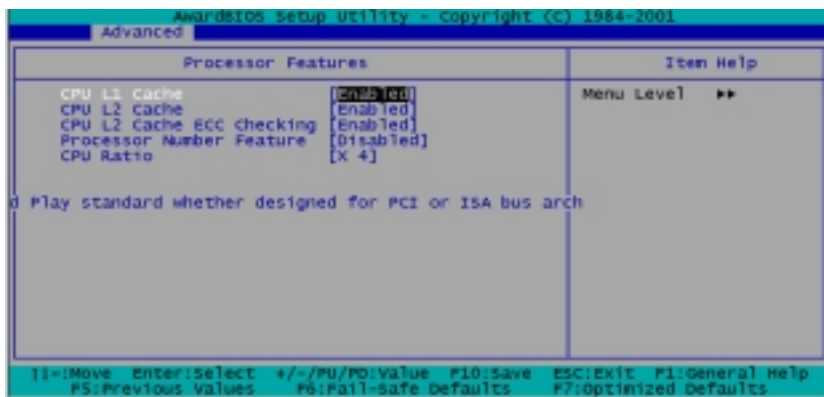 AwardBIOS Setup Utility - Copyright (C) 1984-2001
Advanced
Processor Features
Item Help
CPU L1 Cache [Enabled]
Menu Level ▶▶
CPU L2 Cache [Enabled]
CPU L2 Cache ECC Checking [Enabled]
Processor Number Feature [Disabled]
CPU Ratio [X 4]
d Play standard whether designed for PCI or ISA bus arch
:Move Enter:Select +/-/PU/PD:Value F10:Save ESC:Exit F1:General Help
F5:Previous Values F6:Fail-Safe Defaults F7:Optimized Defaults